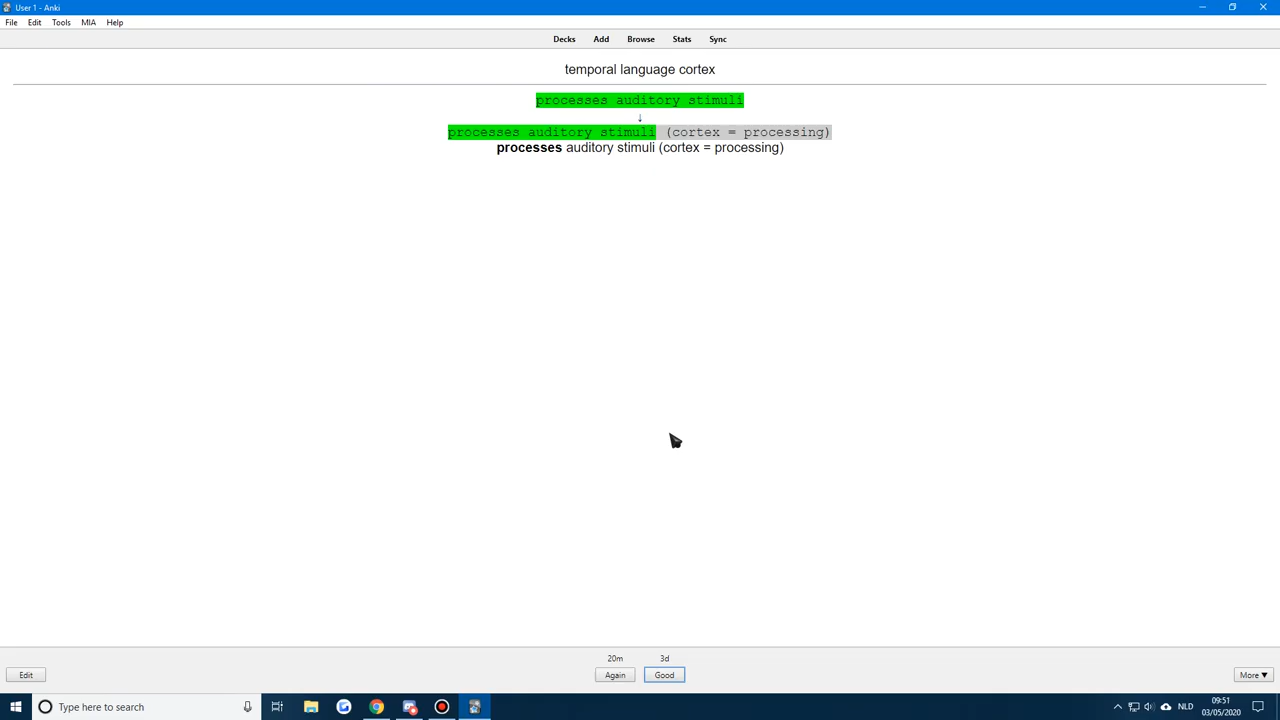 User 1 - Anki
File Edit Tools MIA Help
Decks Add Browse Stats Sync
temporal language cortex
processes auditory stimuli
↓
processes auditory stimuli (cortex = processing)
processes auditory stimuli (cortex = processing)
20m 3d
Edit Again Good More ▼
Type here to search
NLD
09:51
03/05/2020